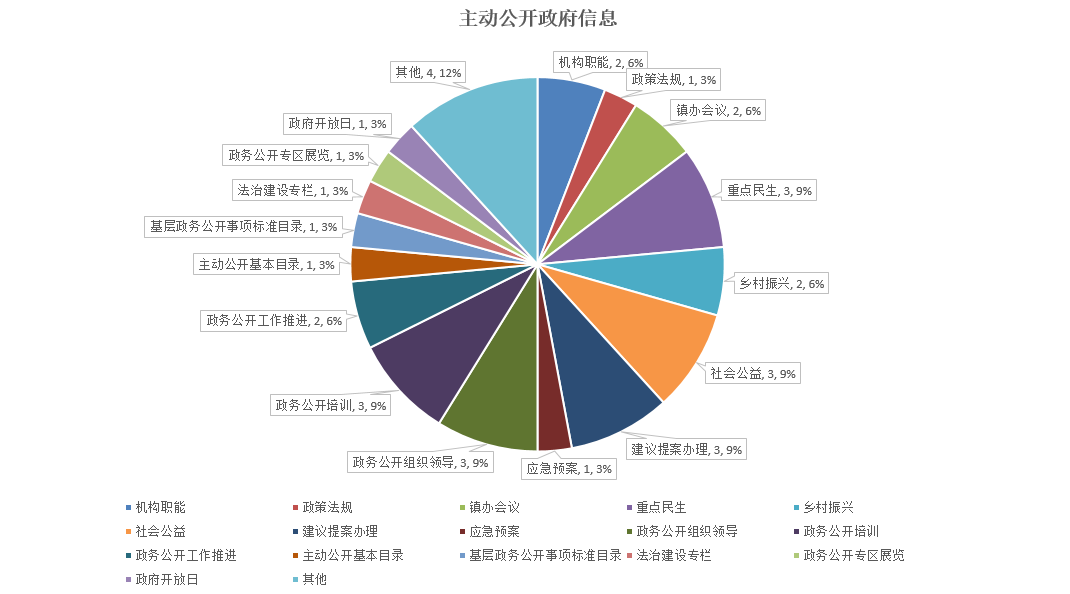 主动公开政府信息
机构职能, 2, 6%
政策法规, 1, 3%
镇办会议, 2, 6%
重点民生, 3, 9%
乡村振兴, 2, 6%
社会公益, 3, 9%
建议提案办理, 3, 9%
应急预案, 1, 3%
政务公开组织领导, 3, 9%
政务公开培训, 3, 9%
政务公开工作推进, 2, 6%
主动公开基本目录, 1, 3%
基层政务公开事项标准目录, 1, 3%
法治建设专栏, 1, 3%
政务公开专区展览, 1, 3%
政府开放日, 1, 3%
其他, 4, 12%
机构职能 政策法规 镇办会议 重点民生 乡村振兴
社会公益 建议提案办理 应急预案 政务公开组织领导 政务公开培训
政务公开工作推进 主动公开基本目录 基层政务公开事项标准目录 法治建设专栏 政务公开专区展览
政府开放日 其他